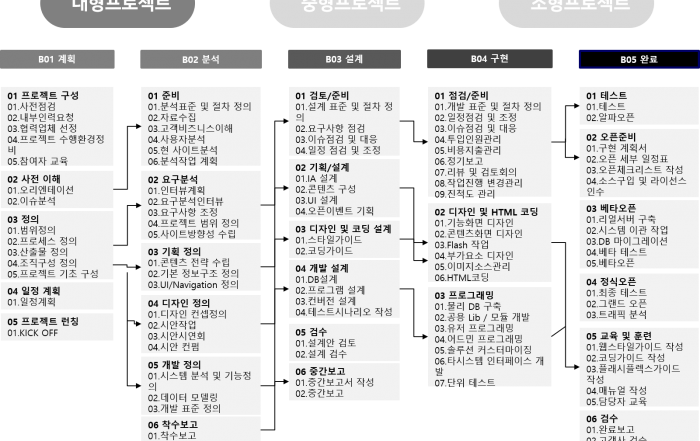 대형프로젝트
중형프로젝트
소형프로젝트
B01 계획
01 프로젝트 구성
01.사전점검
02.내부인력요청
03.협력업체 선정
04.프로젝트 수행환경정
비
05.참여자 교육
02 사전 이해
01.오리엔테이션
02.이슈분석
03 정의
01.범위정의
02.프로세스 정의
03.산출물 정의
04.조직구성 정의
05.프로젝트 기조 구성
04 일정 계획
01.일정계획
05 프로젝트 런칭
01.KICK OFF
B02 분석
01 준비
01.분석표준 및 절차 정의
02.자료수집
03.고객비즈니스이해
04.사용자분석
05.현 사이트분석
06.분석작업 계획
02 요구분석
01.인터뷰계획
02.요구분석인터뷰
03.요구사항 조정
04.프로젝트 범위 정의
05.사이트방향성 수립
03 기획 정의
01.콘텐츠 전략 수립
02.기본 정보구조 정의
03.UI/Navigation 정의
04 디자인 정의
01.디자인 컨셉정의
02.시안작업
03.시안시연회
04.시안 컨펌
05 개발 정의
01.시스템 분석 및 기능정
의
02.데이터 모델링
03.개발 표준 정의
06 착수보고
01.착수보고
B03 설계
01 검토/준비
01.설계 표준 및 절차 정
의
02.요구사항 점검
03.이슈점검 및 대응
04.일정 점검 및 조정
02 기획/설계
01.IA 설계
02.콘텐츠 구성
03.UI 설계
04.오픈이벤트 기획
03 디자인 및 코딩 설계
01.스타일가이드
02.코딩가이드
04 개발 설계
01.DB설계
02.프로그램 설계
03.컨버전 설계
04.테스트시나리오 작성
05 검수
01.설계안 검토
02.설계 검수
06 중간보고
01.중간보고서 작성
02.중간보고
B04 구현
01 점검/준비
01.개발 표준 및 절차 정의
02.일정점검 및 조정
03.이슈점검 및 대응
04.투입인원관리
05.비용지출관리
06.정기보고
07.리뷰 및 검토회의
08.작업진행 변경관리
09.진척도 관리
02 디자인 및 HTML 코딩
01.기능화면 디자인
02.콘텐츠화면 디자인
03.Flash 작업
04.부가요소 디자인
05.이미지소스관리
06.HTML코딩
03 프로그래밍
01.물리 DB 구축
02.공용 Lib / 모듈 개발
03.유저 프로그래밍
04.어드민 프로그래밍
05.솔루션 커스터마이징
06.타시스템 인터페이스 개
발
07.단위 테스트
B05 완료
01 테스트
01.테스트
02.알파오픈
02 오픈준비
01.구현 계획서
02.오픈 세부 일정표
03.오픈체크리스트 작성
04.소스구입 및 라이선스
인수
03 베타오픈
01.리얼서버 구축
02.시스템 이관 작업
03.DB 마이그레이션
04.베타 테스트
05.베타오픈
04 정식오픈
01.최종 테스트
02.그랜드 오픈
03.트래픽 분석
05 교육 및 훈련
01.웹스타일가이드 작성
02.코딩가이드 작성
03.플래시플렉스가이드
작성
04.매뉴얼 작성
05.담당자 교육
06 검수
01.완료보고
02.고객사 검수